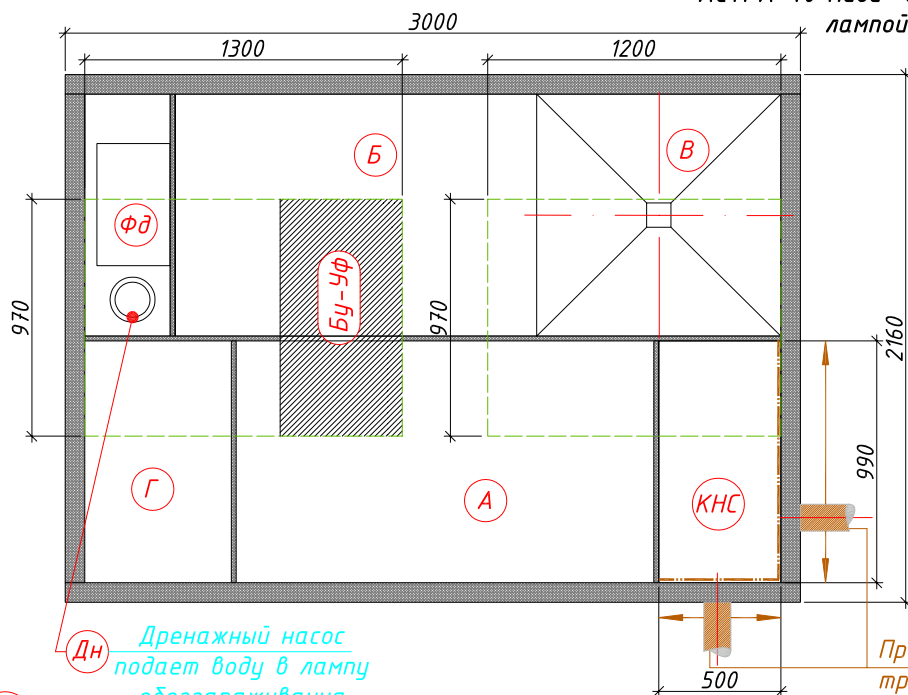 лампой
3000
1300
1200
Б
В
Фд
Бу-Уф
970
970
2160
990
Г
А
КНС
Дн
Дренажный насос
подает воду в лампу
Пр
тр
500